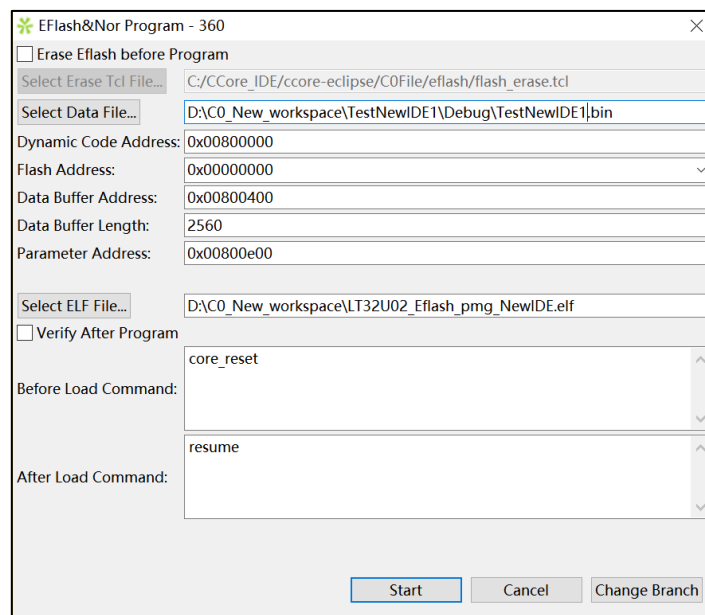 EFlash&Nor Program - 360
Erase Eflash before Program
Select Erase Tcl File... C:/CCore_IDE/ccore-eclipse/C0File/eflash/flash_erase.tcl
Select Data File... D:\C0_New_workspace\TestNewIDE1\Debug\TestNewIDE1.bin
Dynamic Code Address: 0x00800000
Flash Address: 0x00000000
Data Buffer Address: 0x00800400
Data Buffer Length: 2560
Parameter Address: 0x00800e00
Select ELF File... D:\C0_New_workspace\LT32U02_Eflash_pmg_NewIDE.elf
Verify After Program
Before Load Command: core_reset
After Load Command: resume
Start Cancel Change Branch